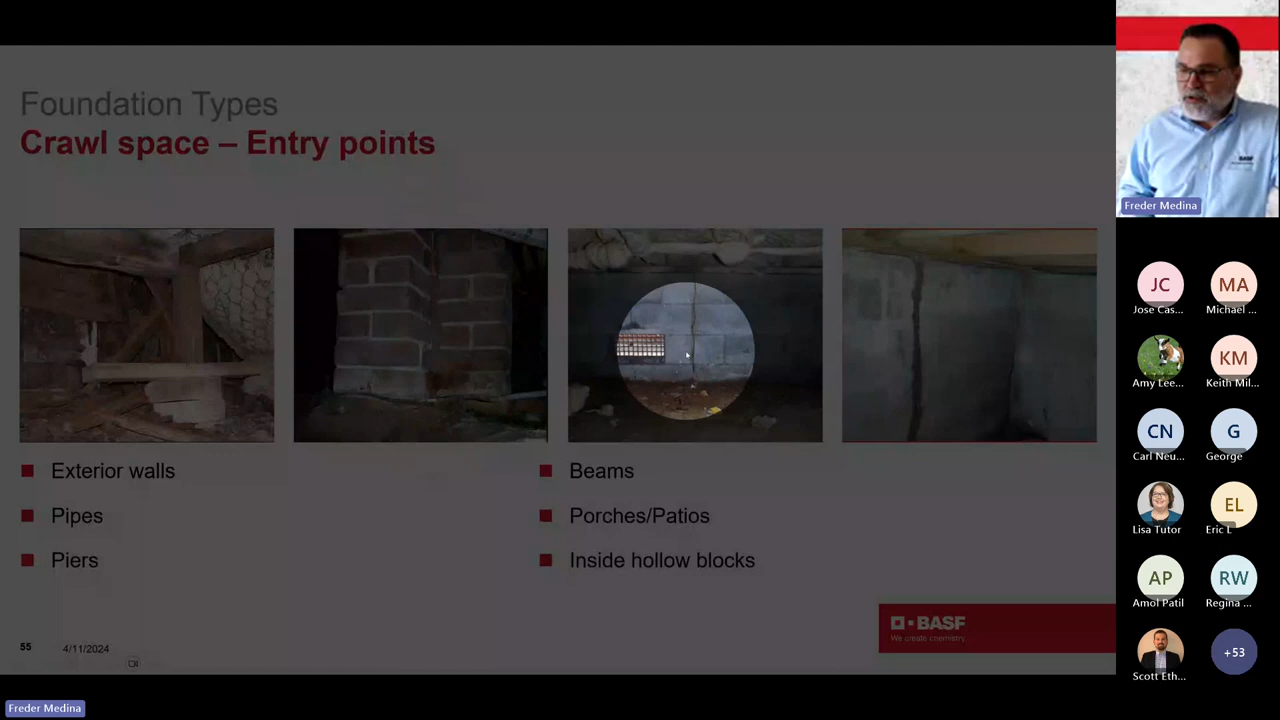 Foundation Types
Crawl space – Entry points
Exterior walls
Pipes
Piers
Beams
Porches/Patios
Inside hollow blocks
55
4/11/2024
BASF
We create chemistry
Freder Medina
BASF
Freder Medina
JC
MA
Jose Cas...
Michael ...
KM
Amy Lee...
Keith Mil...
CN
G
Carl Neu...
George
EL
Lisa Tutor
Eric L
AP
RW
Amol Patil
Regina ...
+53
Scott Eth...